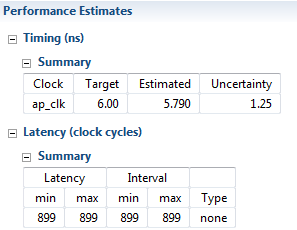 Performance Estimates
Timing (ns)
Summary
Clock Target Estimated Uncertainty
ap_clk 6.00 5.790 1.25
Latency (clock cycles)
Summary
Latency Interval
min max min max Type
899 899 899 899 none